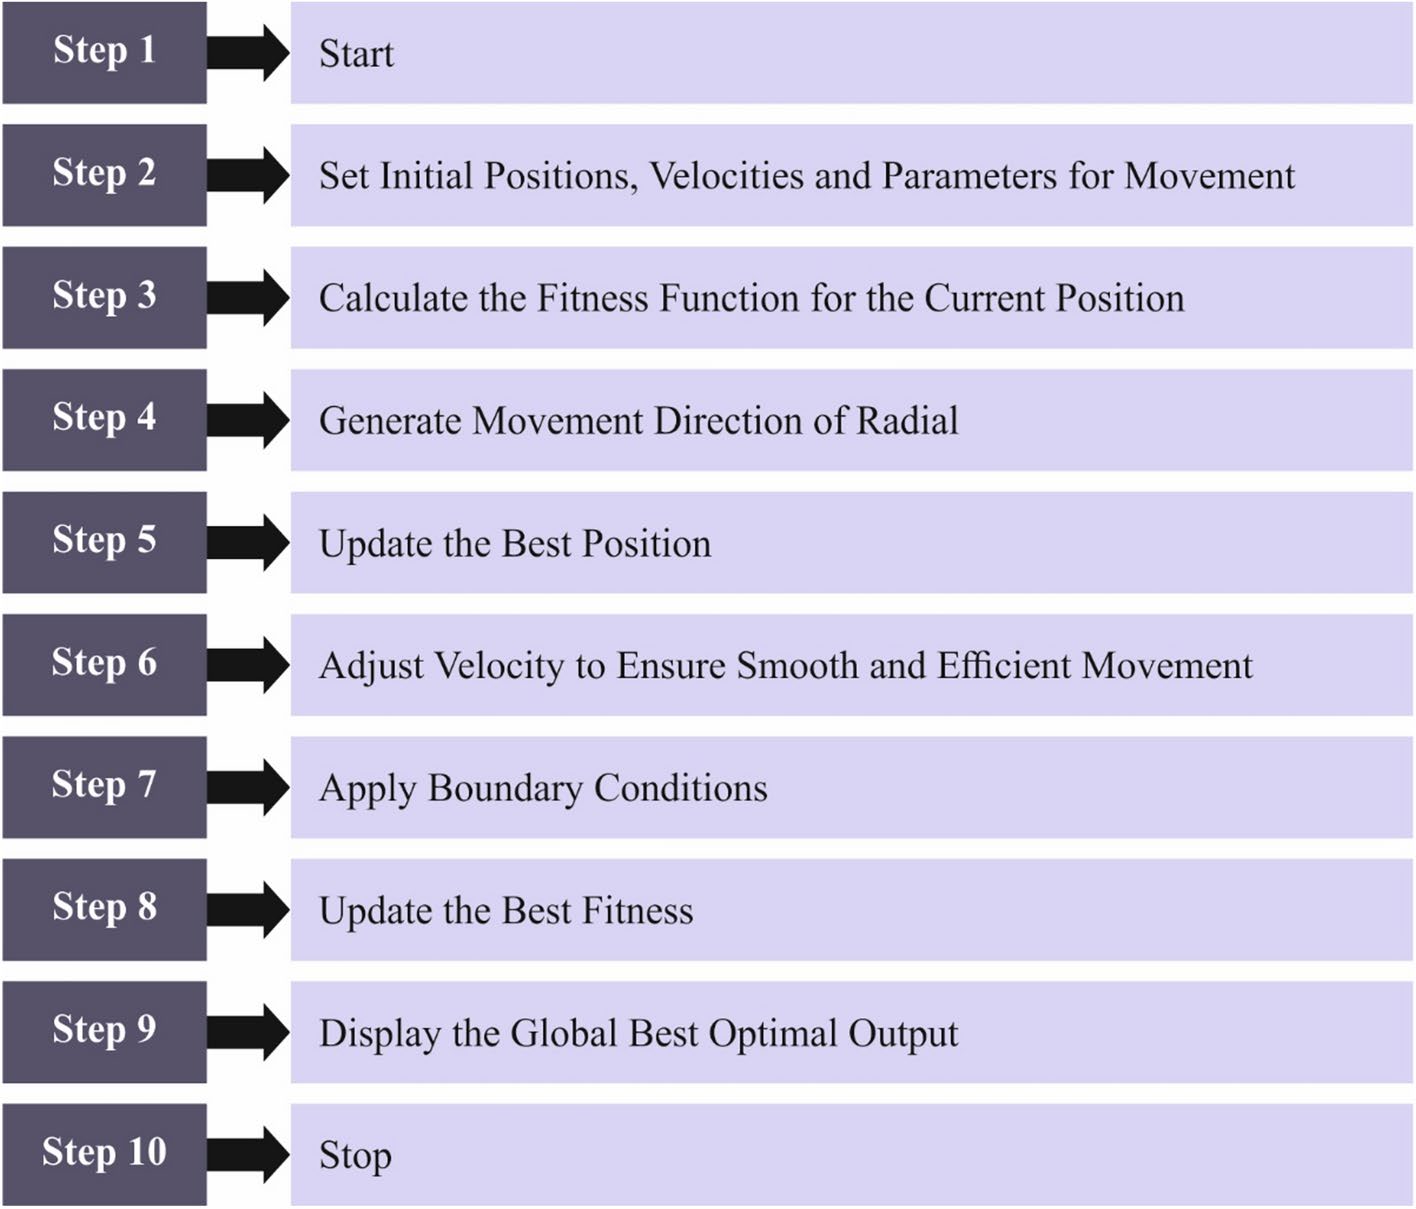 Step 1
Start
Step 2
Set Initial Positions, Velocities and Parameters for Movement
Step 3
Calculate the Fitness Function for the Current Position
Step 4
Generate Movement Direction of Radial
Step 5
Update the Best Position
Step 6
Adjust Velocity to Ensure Smooth and Efficient Movement
Step 7
Apply Boundary Conditions
Step 8
Update the Best Fitness
Step 9
Display the Global Best Optimal Output
Step 10
Stop